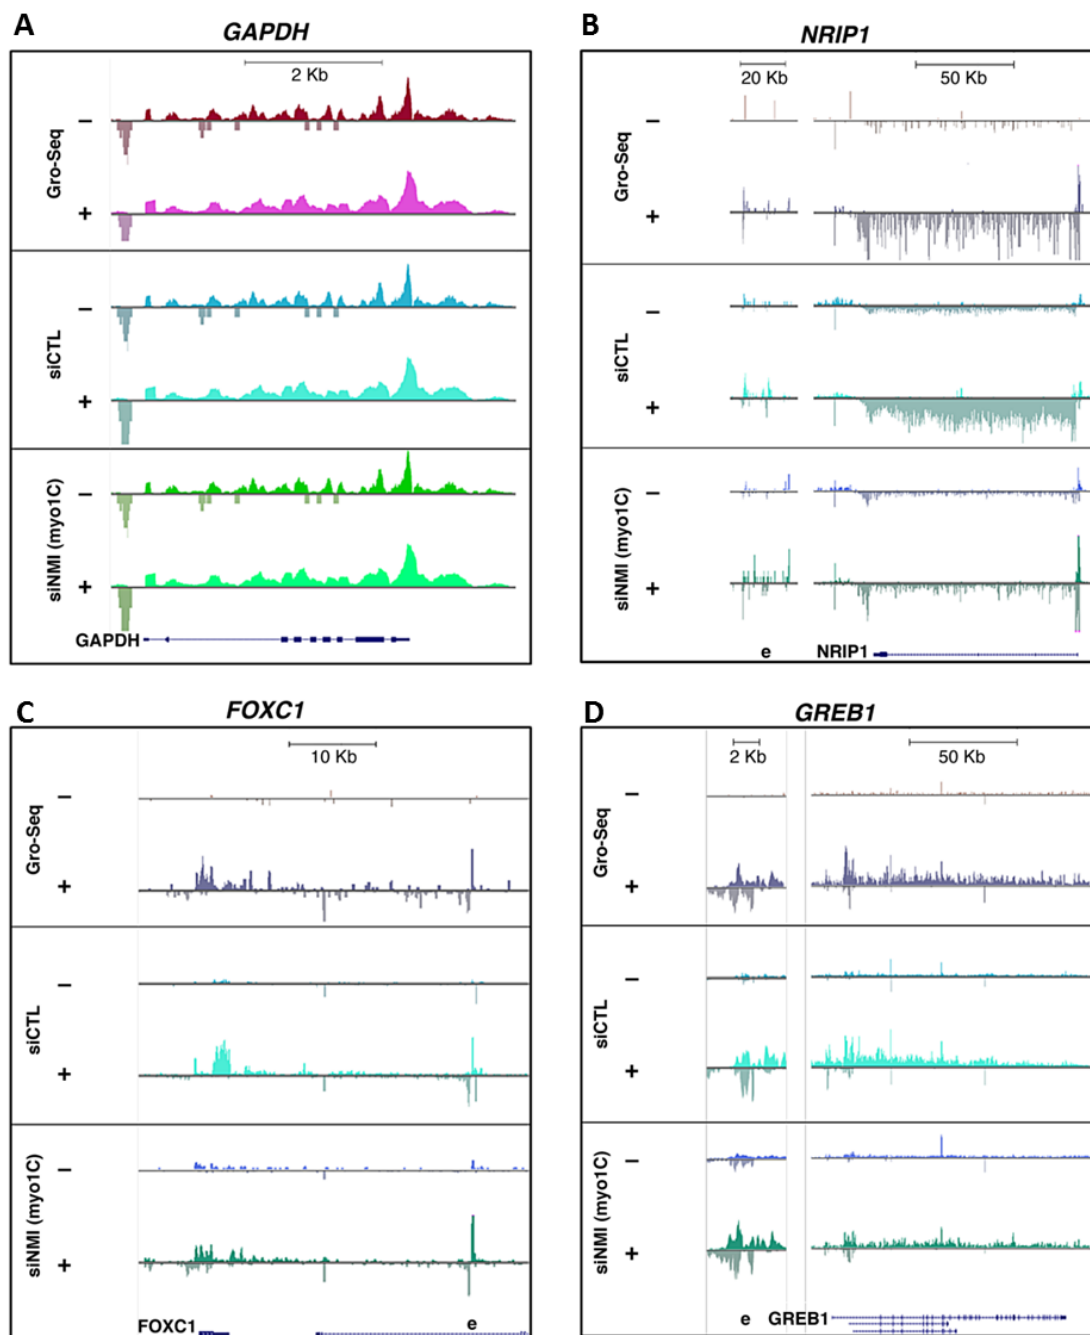 A
GAPDH
2 Kb
Gro-Seq
−
+
siCTL
−
+
siNMI (myo1C)
−
+
GAPDH
B
NRIP1
20 Kb
50 Kb
Gro-Seq
−
+
siCTL
−
+
siNMI (myo1C)
−
+
e
NRIP1
C
FOXC1
10 Kb
Gro-Seq
−
+
siCTL
−
+
siNMI (myo1C)
−
+
FOXC1
e
D
GREB1
2 Kb
50 Kb
Gro-Seq
−
+
siCTL
−
+
siNMI (myo1C)
−
+
e
GREB1